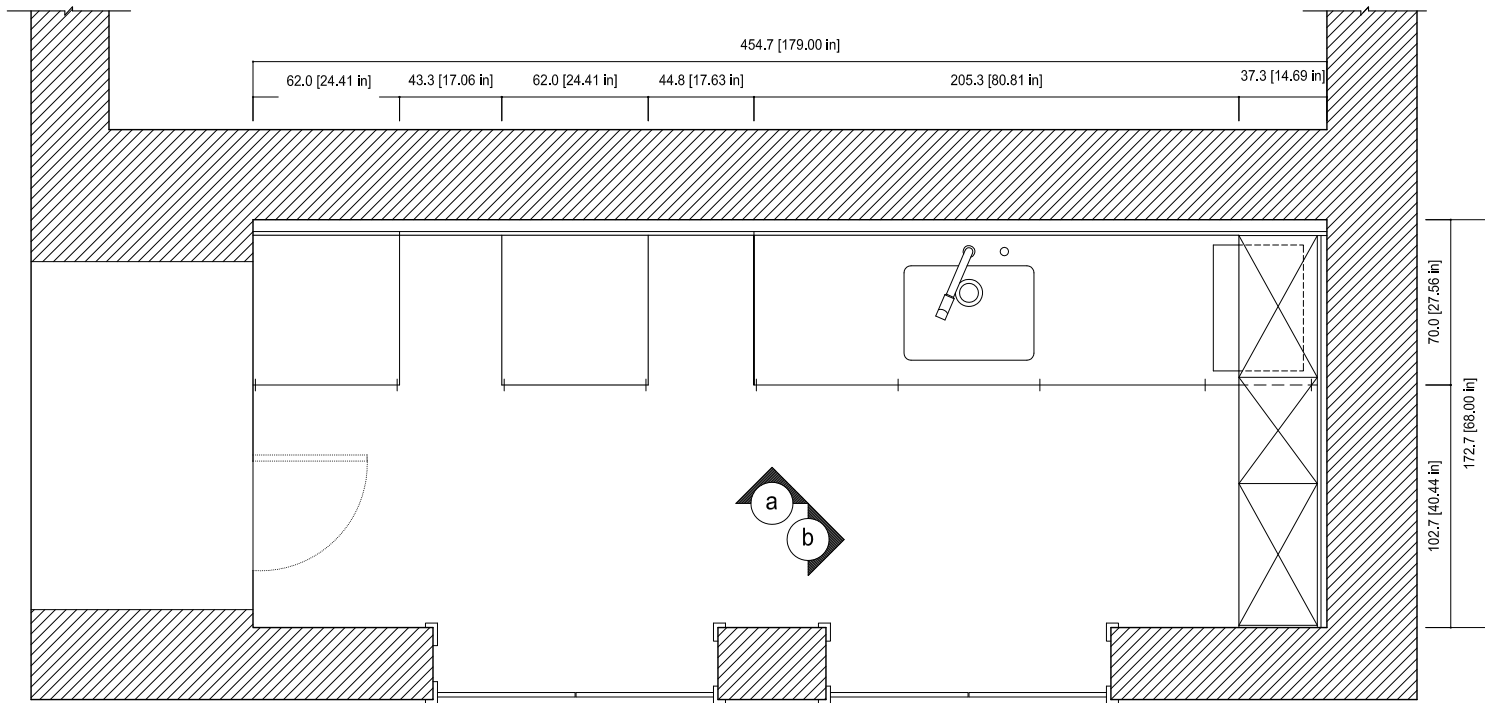 454.7 [179.00 in]
62.0 [24.41 in]
43.3 [17.06 in]
62.0 [24.41 in]
44.8 [17.63 in]
205.3 [80.81 in]
37.3 [14.69 in]
70.0 [27.56 in]
172.7 [68.00 in]
102.7 [40.44 in]
a
b